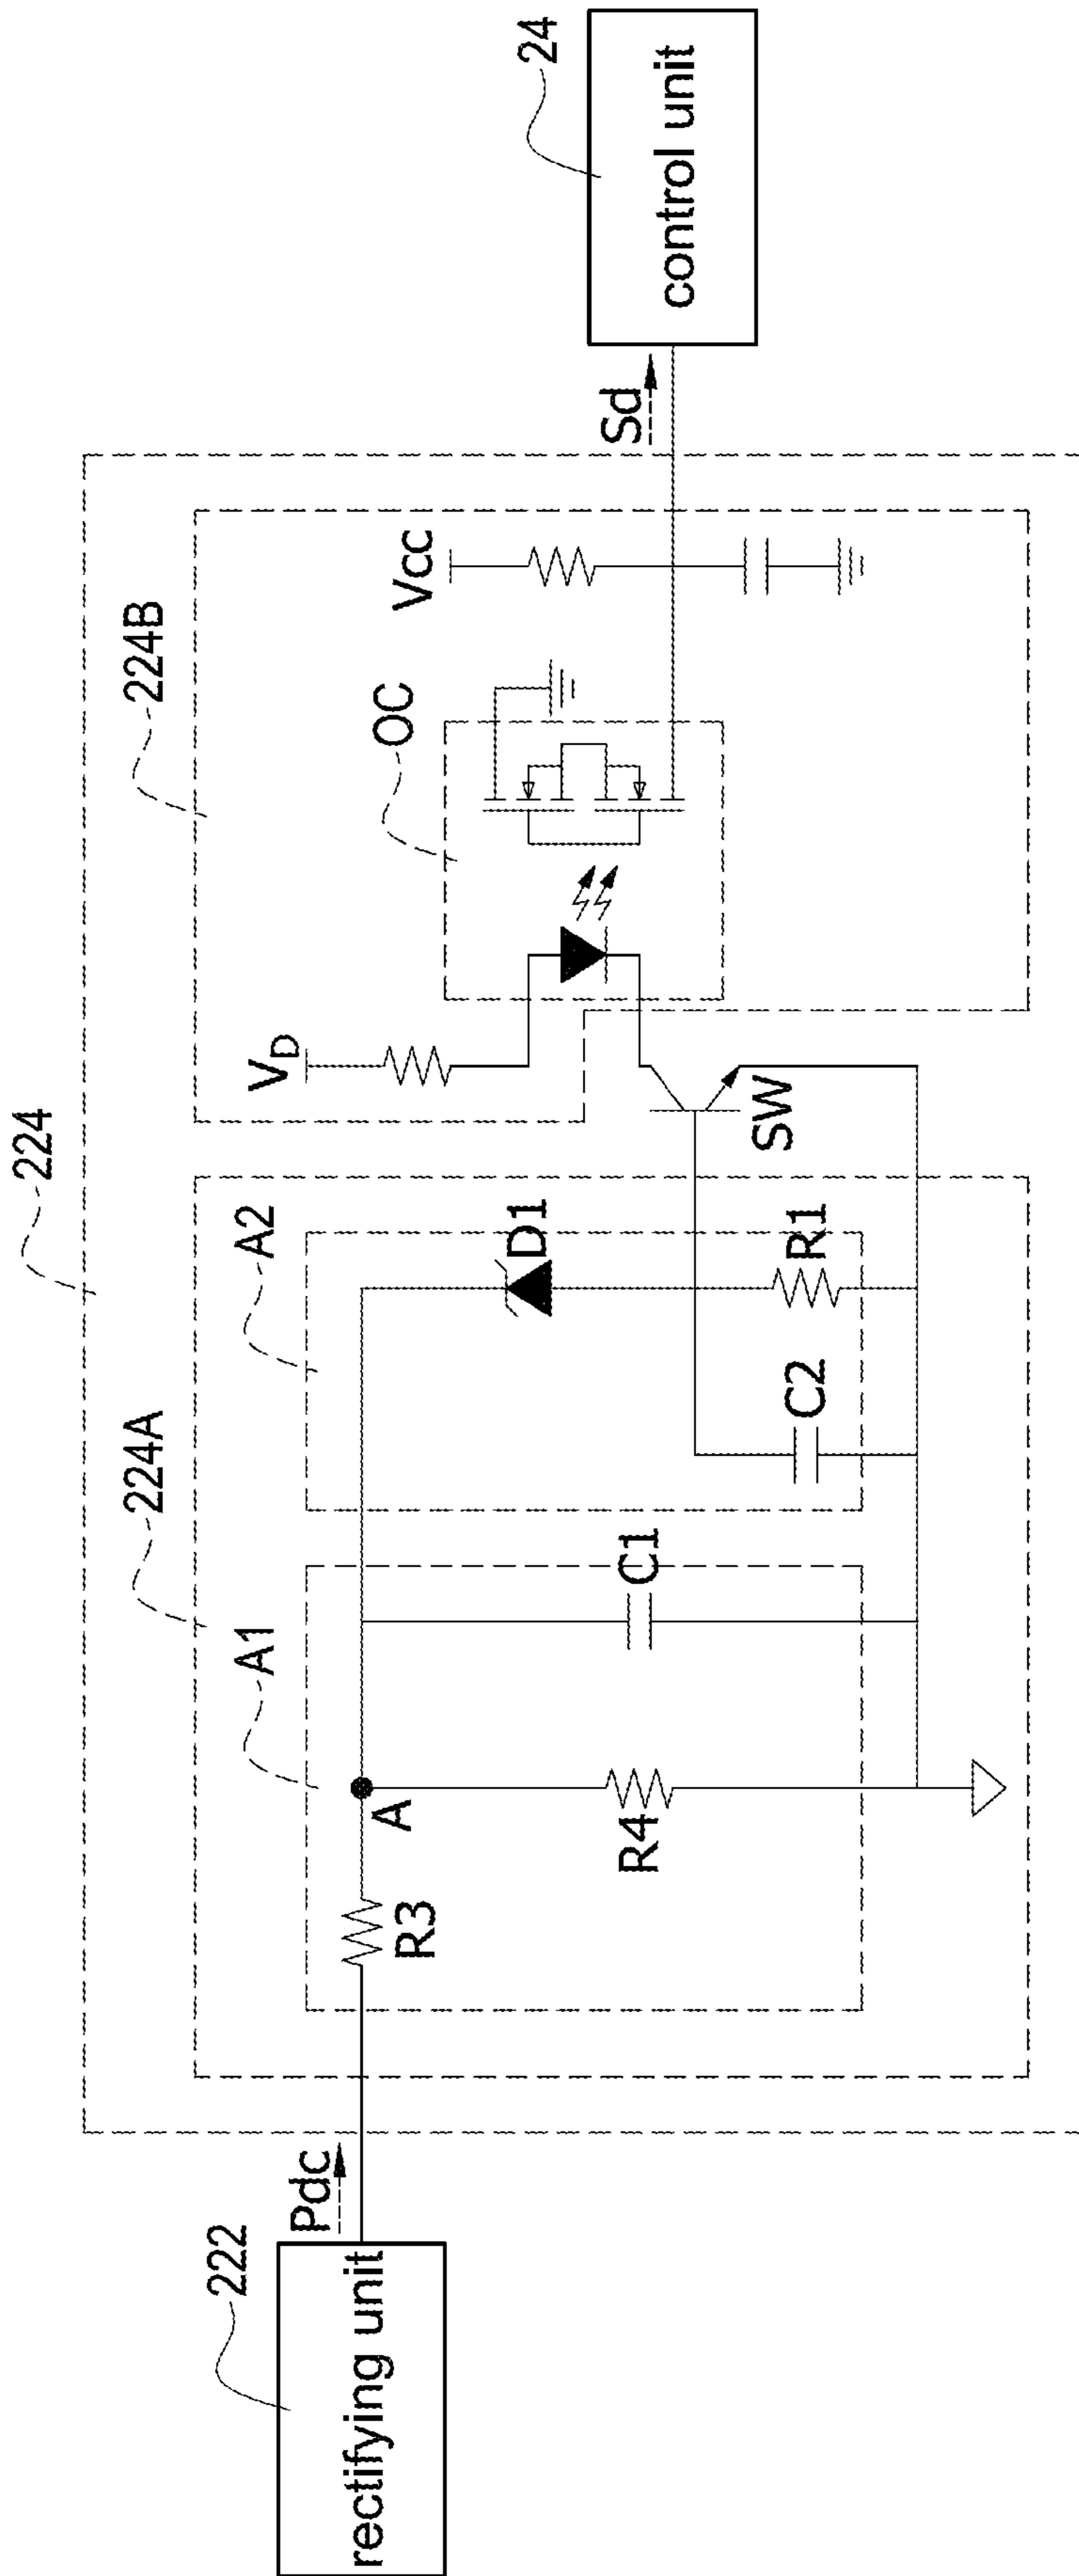 224
224A
224B
A1
A2
OC
222
rectifying unit
Pdc
R3
A
R4
C1
C2
D1
R1
SW
VD
Vcc
Sd
24
control unit